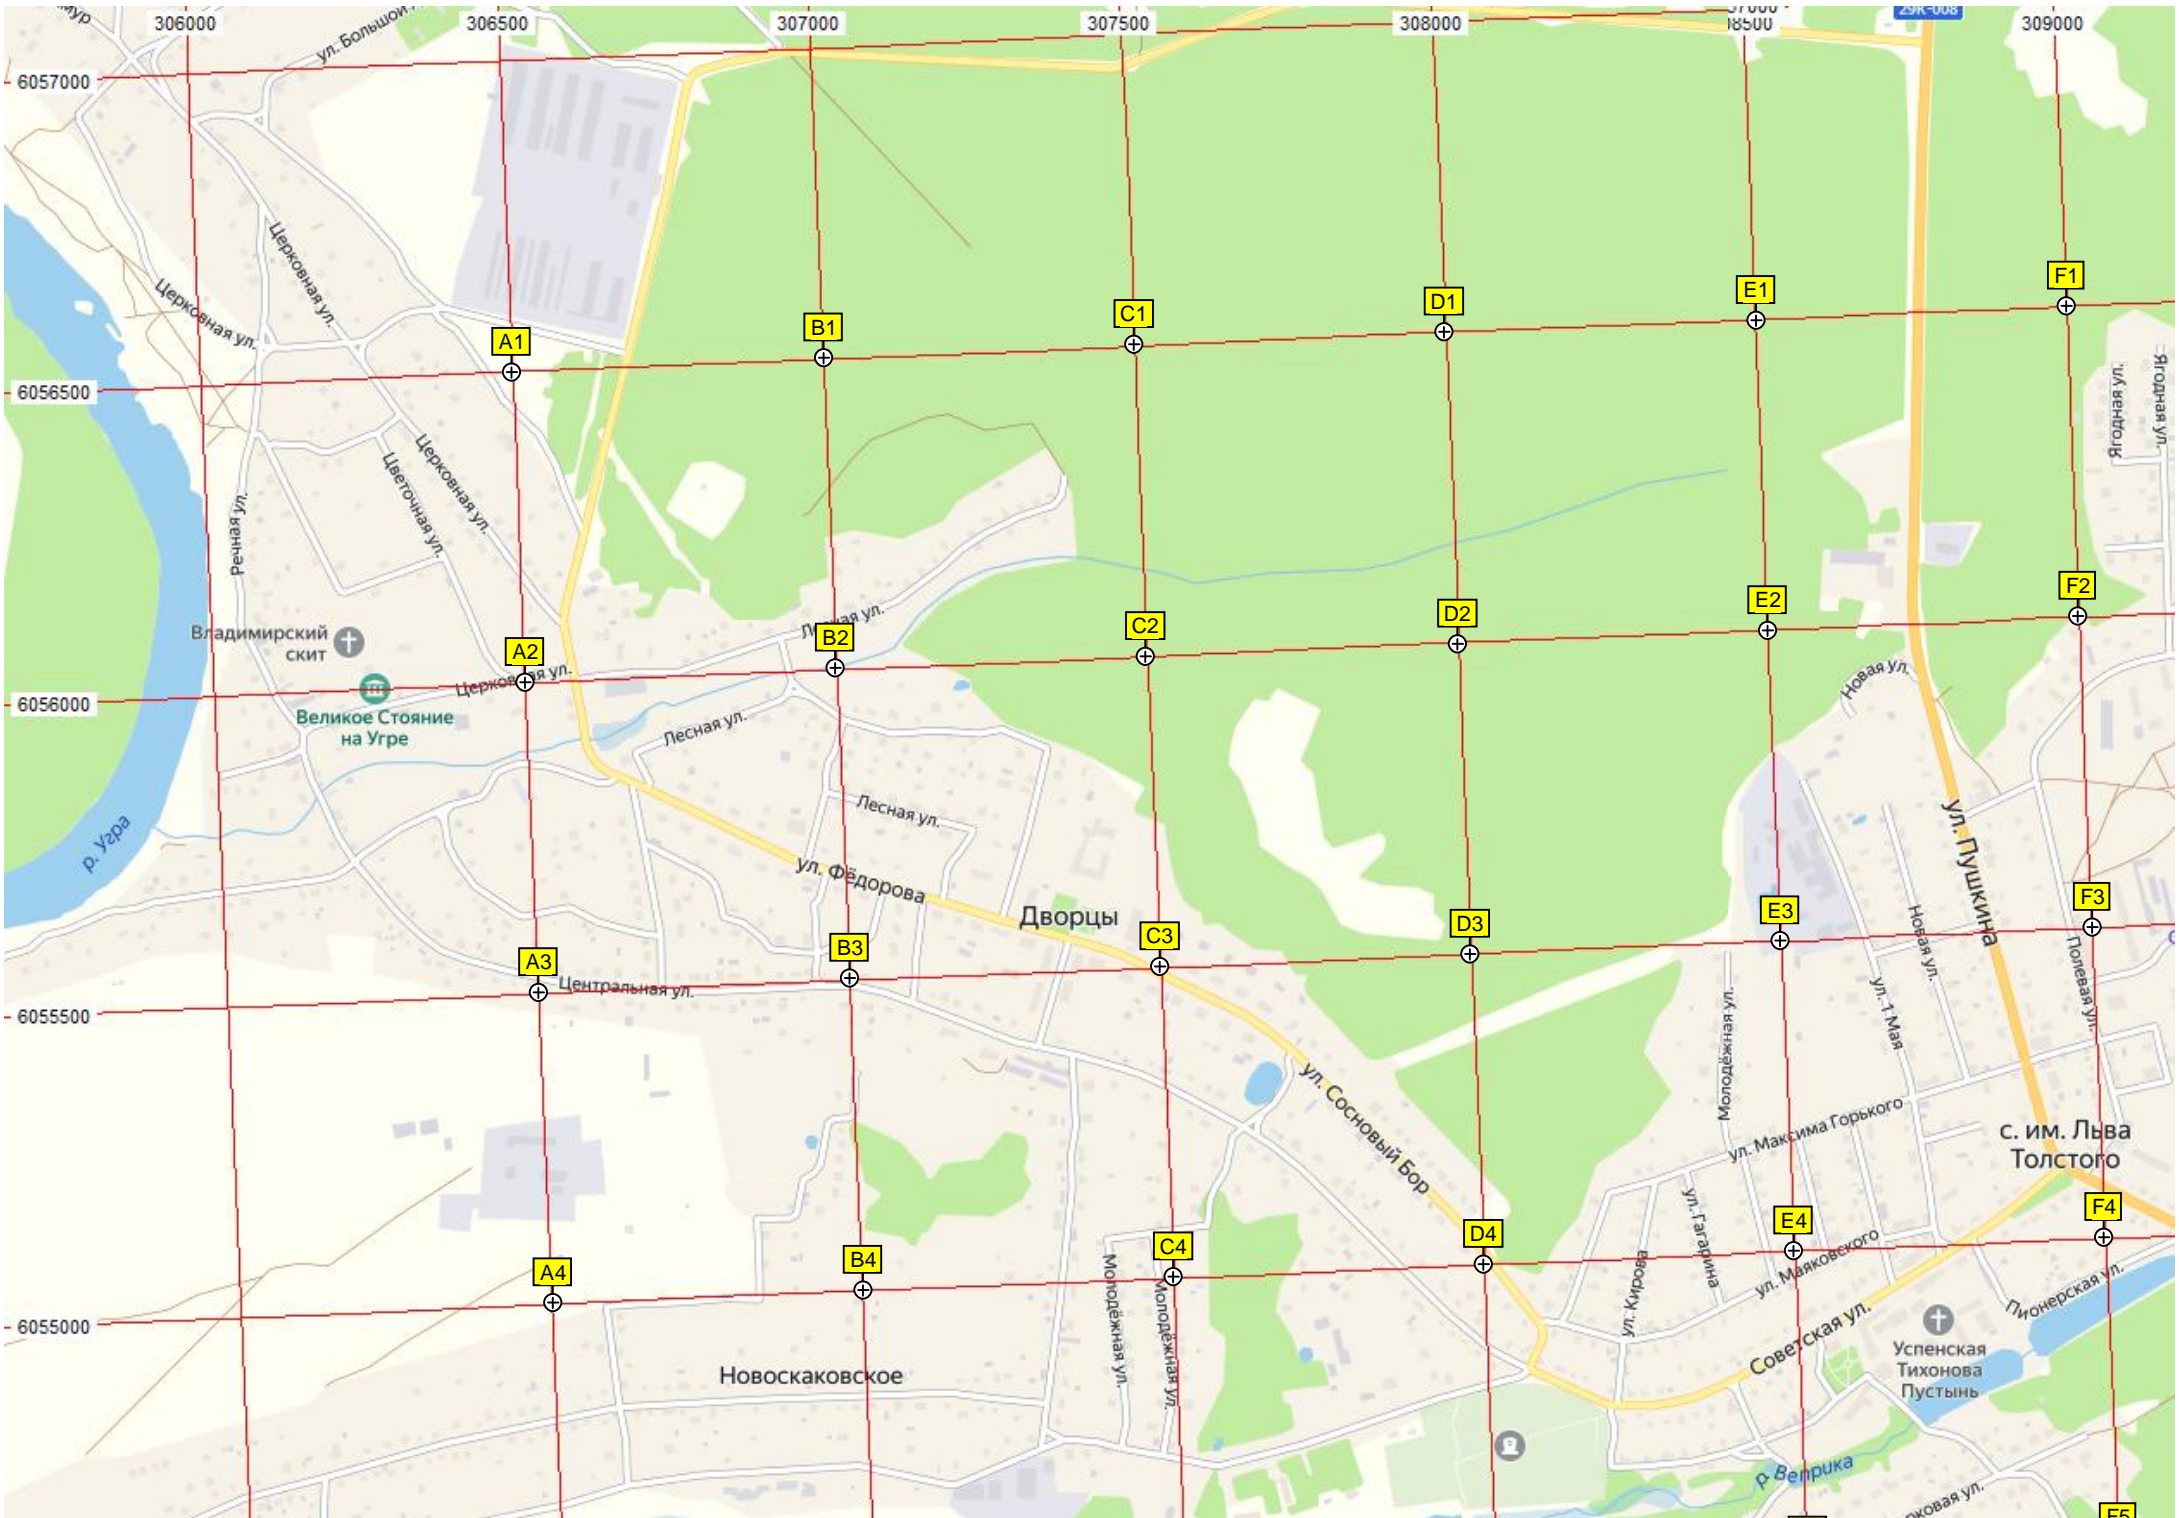 306000
306500
307000
307500
308000
309000
29К-008
ул. Большой
6057000
Церковная ул.
Церковная ул.
A1
B1
C1
D1
E1
F1
6056500
Ягодная ул.
Ягодная ул.
Церковная ул.
Цветочная ул.
Речная ул.
Владимирский
скит
Великое Стояние
на Угре
A2
B2
C2
D2
E2
F2
Лесная ул.
Церковная ул.
6056000
Новая ул.
Лесная ул.
Лесная ул.
р. Угра
ул. Фёдорова
Дворцы
ул. Пушкина
A3
B3
C3
D3
E3
F3
Центральная ул.
6055500
Новая ул.
Полевая ул.
ул. 1 Мая
Молодёжная ул.
ул. Сосновый Бор
ул. Максима Горького
с. им. Льва
Толстого
A4
B4
C4
D4
E4
F4
ул. Гагарина
ул. Кирова
ул. Маяковского
Молодёжная ул.
Молодёжная ул.
Пионерская ул.
6055000
Советская ул.
Новоскаковское
Успенская
Тихонова
Пустынь
р. Веприка
F5